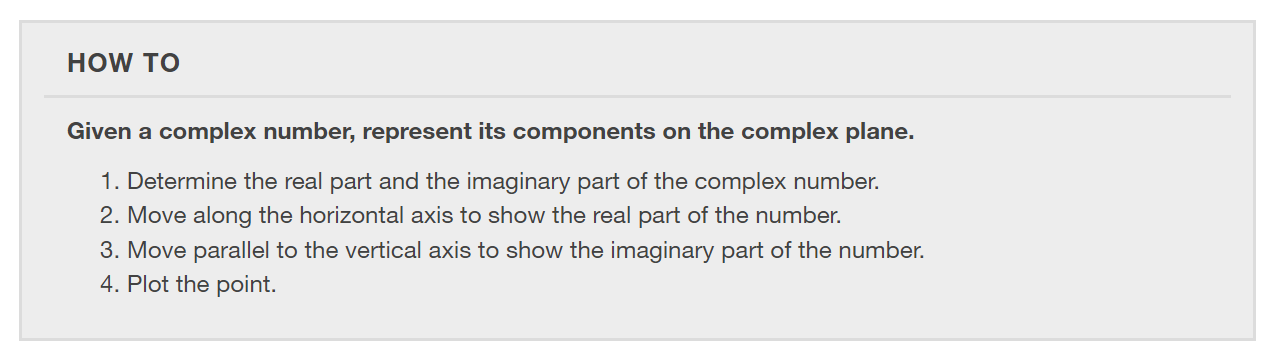 HOW TO
Given a complex number, represent its components on the complex plane.
1. Determine the real part and the imaginary part of the complex number.
2. Move along the horizontal axis to show the real part of the number.
3. Move parallel to the vertical axis to show the imaginary part of the number.
4. Plot the point.